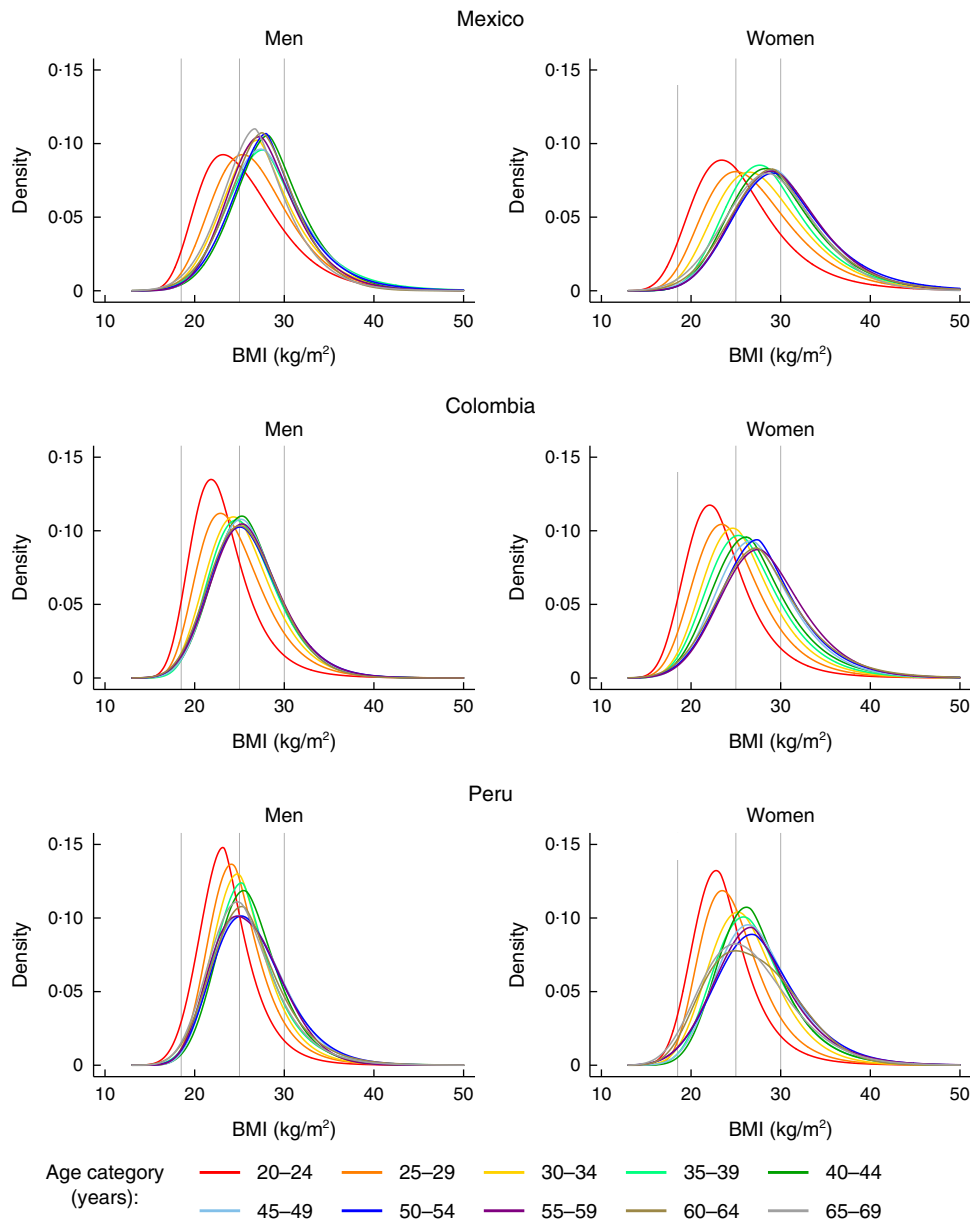 Mexico
Men
Women
0·15
0·10
0·05
0
Density
10 20 30 40 50
BMI (kg/m²)
0·15
0·10
0·05
0
Density
10 20 30 40 50
BMI (kg/m²)
Colombia
Men
Women
0·15
0·10
0·05
0
Density
10 20 30 40 50
BMI (kg/m²)
0·15
0·10
0·05
0
Density
10 20 30 40 50
BMI (kg/m²)
Peru
Men
Women
0·15
0·10
0·05
0
Density
10 20 30 40 50
BMI (kg/m²)
0·15
0·10
0·05
0
Density
10 20 30 40 50
BMI (kg/m²)
Age category
(years):
20–24 25–29 30–34 35–39 40–44
45–49 50–54 55–59 60–64 65–69